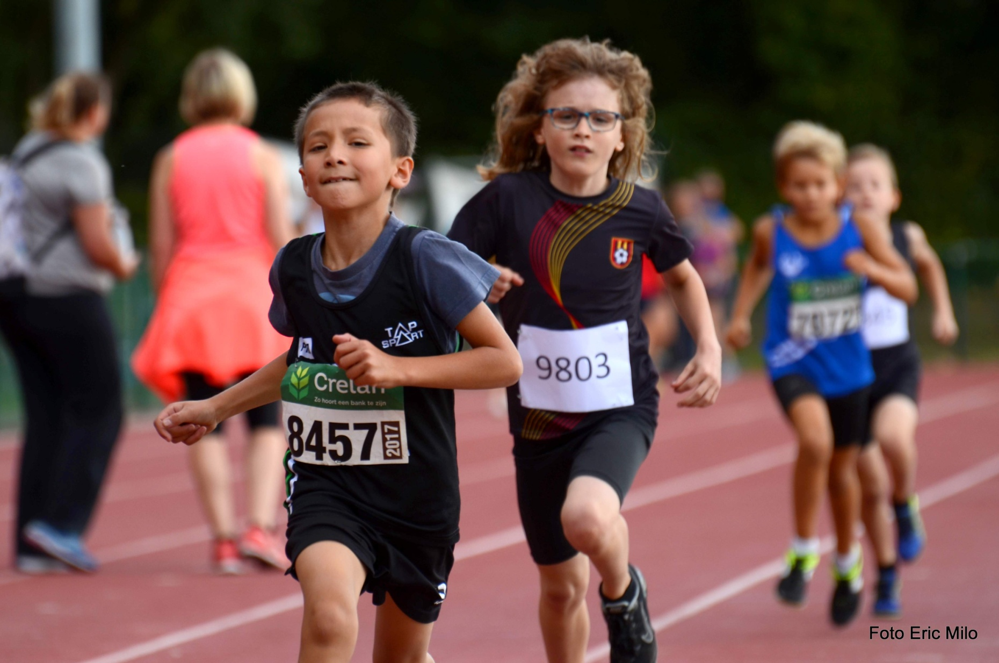 TAP
SPORT
Crelan
Zo hoort een bank te zijn
8457
2017
9803
Foto Eric Milo